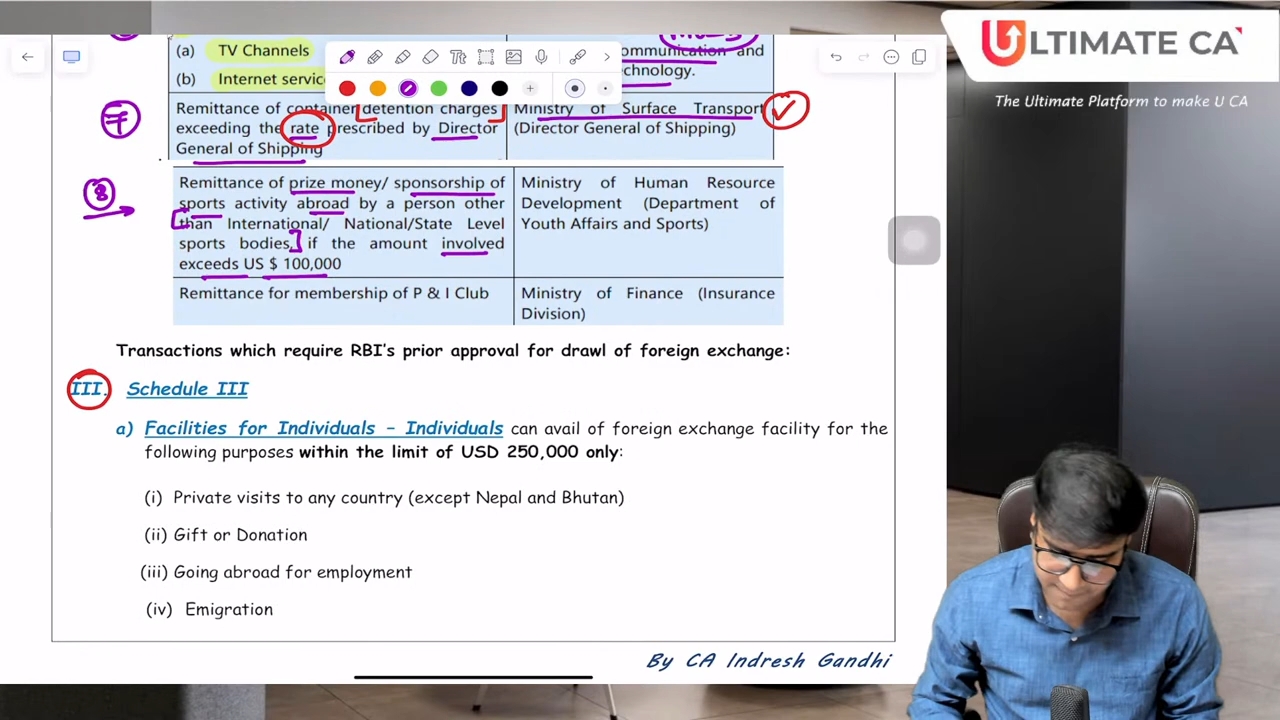 ULTIMATE CA
The Ultimate Platform to make U CA
(a) TV Channels
(b) Internet servic
ommunication and
echnology.
7
Remittance of container detention charges
exceeding the rate prescribed by Director
General of Shipping
Ministry of Surface Transport
(Director General of Shipping)
8
Remittance of prize money/ sponsorship of
sports activity abroad by a person other
than International/ National/State Level
sports bodies, if the amount involved
exceeds US $ 100,000
Ministry of Human Resource
Development (Department of
Youth Affairs and Sports)
Remittance for membership of P & I Club
Ministry of Finance (Insurance
Division)
Transactions which require RBI's prior approval for drawl of foreign exchange:
III. Schedule III
a) Facilities for Individuals – Individuals can avail of foreign exchange facility for the
following purposes within the limit of USD 250,000 only:
(i) Private visits to any country (except Nepal and Bhutan)
(ii) Gift or Donation
(iii) Going abroad for employment
(iv) Emigration
By CA Indresh Gandhi